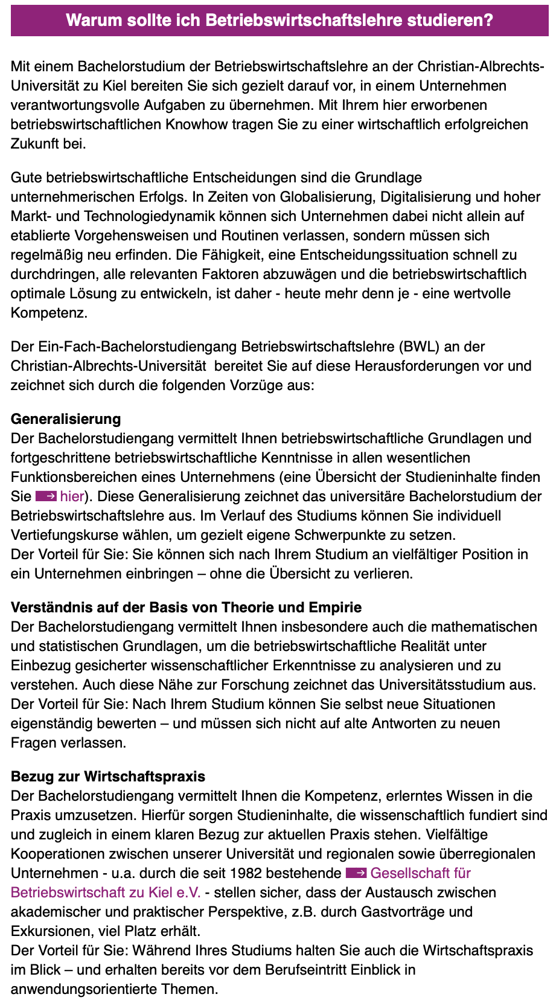 Warum sollte ich Betriebswirtschaftslehre studieren?
Mit einem Bachelorstudium der Betriebswirtschaftslehre an der Christian-Albrechts-
Universität zu Kiel bereiten Sie sich gezielt darauf vor, in einem Unternehmen
verantwortungsvolle Aufgaben zu übernehmen. Mit Ihrem hier erworbenen
betriebswirtschaftlichen Knowhow tragen Sie zu einer wirtschaftlich erfolgreichen
Zukunft bei.
Gute betriebswirtschaftliche Entscheidungen sind die Grundlage
unternehmerischen Erfolgs. In Zeiten von Globalisierung, Digitalisierung und hoher
Markt- und Technologiedynamik können sich Unternehmen dabei nicht allein auf
etablierte Vorgehensweisen und Routinen verlassen, sondern müssen sich
regelmäßig neu erfinden. Die Fähigkeit, eine Entscheidungssituation schnell zu
durchdringen, alle relevanten Faktoren abzuwägen und die betriebswirtschaftlich
optimale Lösung zu entwickeln, ist daher - heute mehr denn je - eine wertvolle
Kompetenz.
Der Ein-Fach-Bachelorstudiengang Betriebswirtschaftslehre (BWL) an der
Christian-Albrechts-Universität  bereitet Sie auf diese Herausforderungen vor und
zeichnet sich durch die folgenden Vorzüge aus:
Generalisierung
Der Bachelorstudiengang vermittelt Ihnen betriebswirtschaftliche Grundlagen und
fortgeschrittene betriebswirtschaftliche Kenntnisse in allen wesentlichen
Funktionsbereichen eines Unternehmens (eine Übersicht der Studieninhalte finden
Sie → hier). Diese Generalisierung zeichnet das universitäre Bachelorstudium der
Betriebswirtschaftslehre aus. Im Verlauf des Studiums können Sie individuell
Vertiefungskurse wählen, um gezielt eigene Schwerpunkte zu setzen.
Der Vorteil für Sie: Sie können sich nach Ihrem Studium an vielfältiger Position in
ein Unternehmen einbringen – ohne die Übersicht zu verlieren.
Verständnis auf der Basis von Theorie und Empirie
Der Bachelorstudiengang vermittelt Ihnen insbesondere auch die mathematischen
und statistischen Grundlagen, um die betriebswirtschaftliche Realität unter
Einbezug gesicherter wissenschaftlicher Erkenntnisse zu analysieren und zu
verstehen. Auch diese Nähe zur Forschung zeichnet das Universitätsstudium aus.
Der Vorteil für Sie: Nach Ihrem Studium können Sie selbst neue Situationen
eigenständig bewerten – und müssen sich nicht auf alte Antworten zu neuen
Fragen verlassen.
Bezug zur Wirtschaftspraxis
Der Bachelorstudiengang vermittelt Ihnen die Kompetenz, erlerntes Wissen in die
Praxis umzusetzen. Hierfür sorgen Studieninhalte, die wissenschaftlich fundiert sind
und zugleich in einem klaren Bezug zur aktuellen Praxis stehen. Vielfältige
Kooperationen zwischen unserer Universität und regionalen sowie überregionalen
Unternehmen - u.a. durch die seit 1982 bestehende → Gesellschaft für
Betriebswirtschaft zu Kiel e.V. - stellen sicher, dass der Austausch zwischen
akademischer und praktischer Perspektive, z.B. durch Gastvorträge und
Exkursionen, viel Platz erhält.
Der Vorteil für Sie: Während Ihres Studiums halten Sie auch die Wirtschaftspraxis
im Blick – und erhalten bereits vor dem Berufseintritt Einblick in
anwendungsorientierte Themen.